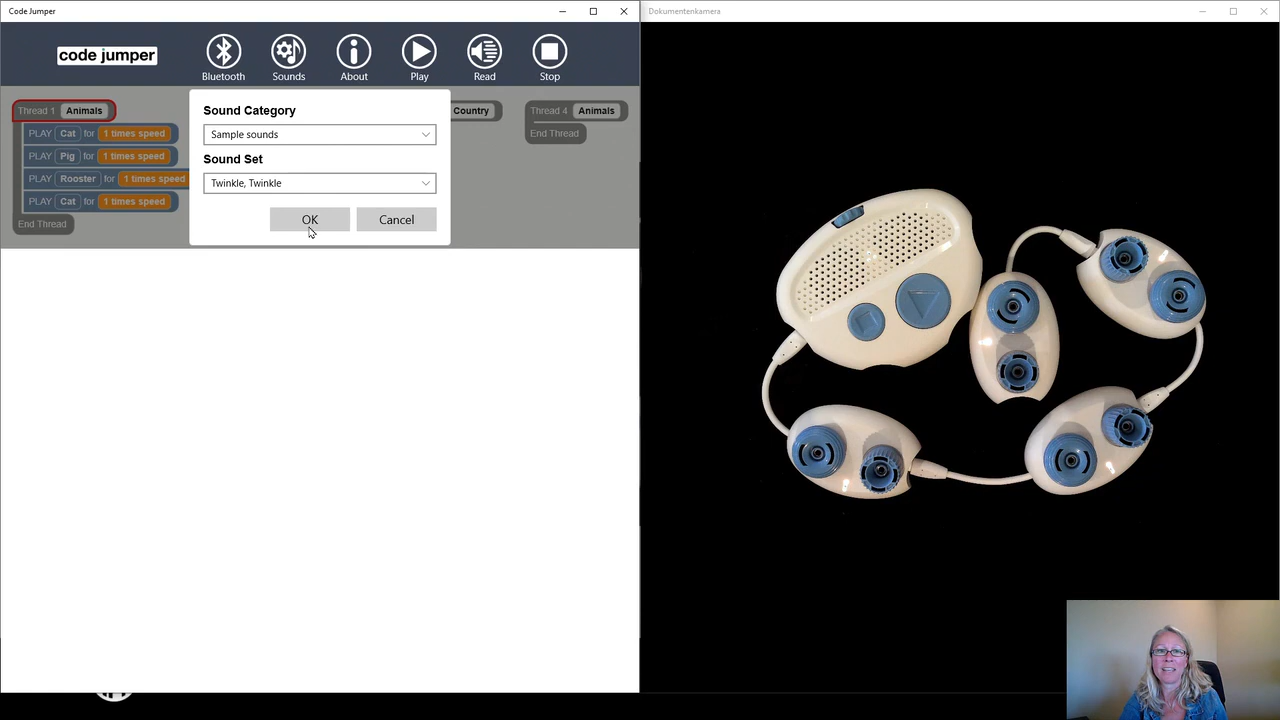 Code Jumper
Dokumentenkamera
code jumper
Bluetooth
Sounds
About
Play
Read
Stop
Thread 1 Animals
PLAY Cat for 1 times speed
PLAY Pig for 1 times speed
PLAY Rooster for 1 times speed
PLAY Cat for 1 times speed
End Thread
Sound Category
Sample sounds
Sound Set
Twinkle, Twinkle
OK
Cancel
Country
Thread 4 Animals
End Thread